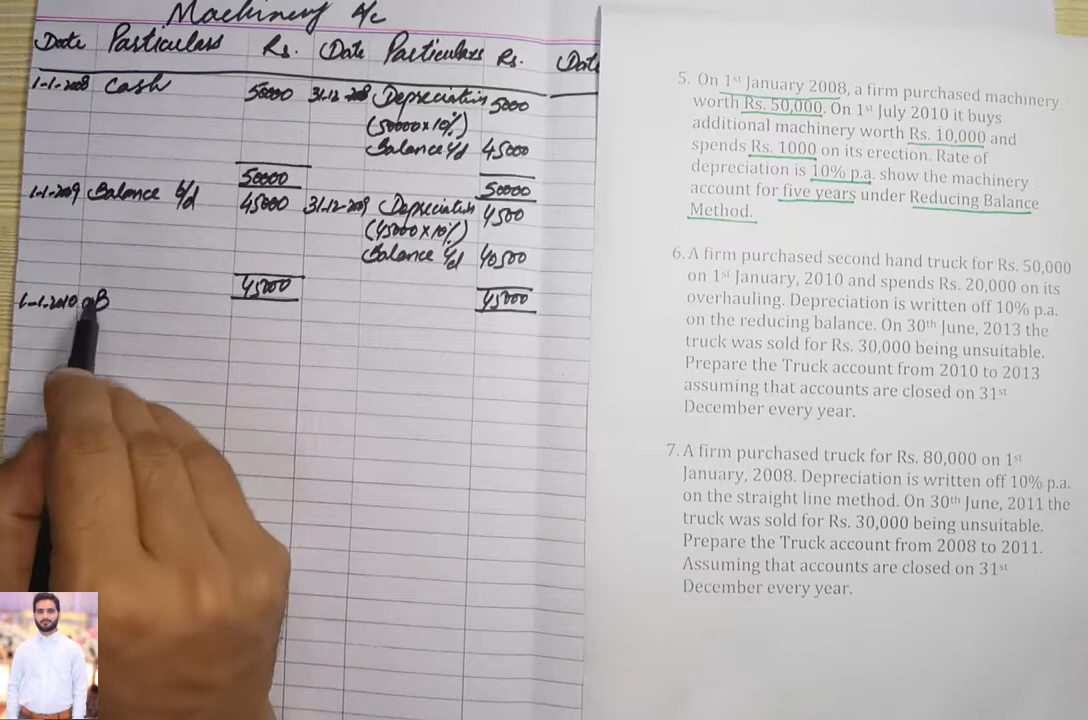 Machinery A/c
Date Particulars Rs. Date Particulars Rs. Date
1-1-2008 Cash 50000 31-12-2008 Depreciation 5000
(50000x10%)
Balance c/d 45000
50000 50000
1-1-2009 Balance b/d 45000 31-12-2009 Depreciation 4500
(45000x10%)
Balance c/d 40500
45000 45000
1-1-2010 B
5. On 1st January 2008, a firm purchased machinery
worth Rs. 50,000. On 1st July 2010 it buys
additional machinery worth Rs. 10,000 and
spends Rs. 1000 on its erection. Rate of
depreciation is 10% p.a. show the machinery
account for five years under Reducing Balance
Method.
6. A firm purchased second hand truck for Rs. 50,000
on 1st January, 2010 and spends Rs. 20,000 on its
overhauling. Depreciation is written off 10% p.a.
on the reducing balance. On 30th June, 2013 the
truck was sold for Rs. 30,000 being unsuitable.
Prepare the Truck account from 2010 to 2013
assuming that accounts are closed on 31st
December every year.
7. A firm purchased truck for Rs. 80,000 on 1st
January, 2008. Depreciation is written off 10% p.a.
on the straight line method. On 30th June, 2011 the
truck was sold for Rs. 30,000 being unsuitable.
Prepare the Truck account from 2008 to 2011.
Assuming that accounts are closed on 31st
December every year.